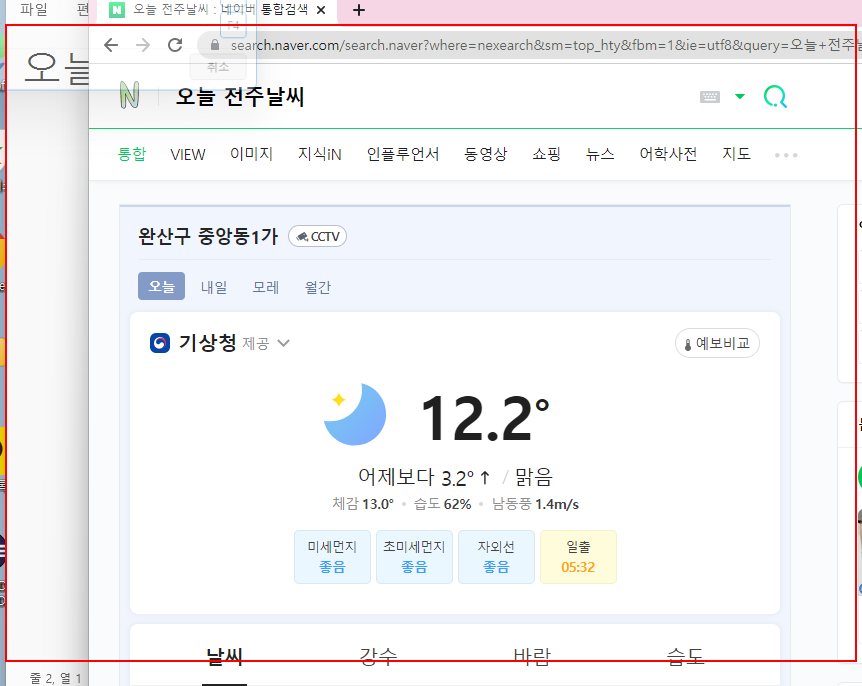 파일 편
오늘 전주날씨 : 네이버 통합검색
F4
search.naver.com/search.naver?where=nexearch&sm=top_hty&fbm=1&ie=utf8&query=오늘+전주날
취소
오늘
N 오늘 전주날씨
통합 VIEW 이미지 지식iN 인플루언서 동영상 쇼핑 뉴스 어학사전 지도
완산구 중앙동1가 CCTV
오늘 내일 모레 월간
기상청 제공 예보비교
12.2°
어제보다 3.2° ↑ / 맑음
체감 13.0° • 습도 62% • 남동풍 1.4m/s
미세먼지 초미세먼지 자외선 일출
좋음 좋음 좋음 05:32
날씨 강수 바람 습도
줄 2, 열 1